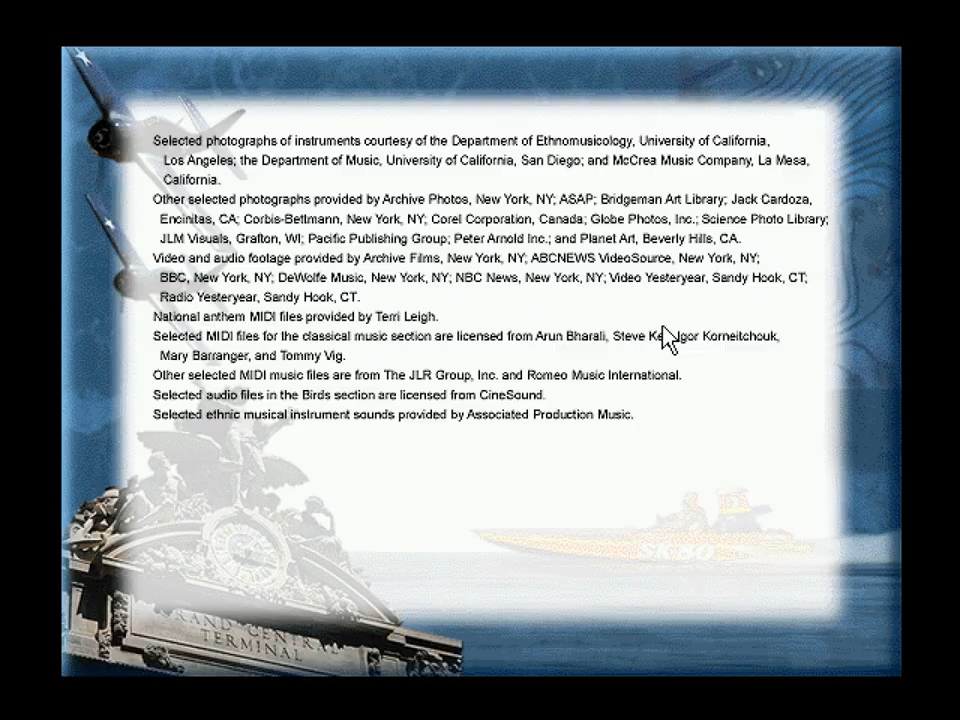 Selected photographs of instruments courtesy of the Department of Ethnomusicology, University of California,
Los Angeles; the Department of Music, University of California, San Diego; and McCrea Music Company, La Mesa,
California.
Other selected photographs provided by Archive Photos, New York, NY; ASAP; Bridgeman Art Library; Jack Cardoza,
Encinitas, CA; Corbis-Bettmann, New York, NY; Corel Corporation, Canada; Globe Photos, Inc.; Science Photo Library;
JLM Visuals, Grafton, WI; Pacific Publishing Group; Peter Arnold Inc.; and Planet Art, Beverly Hills, CA.
Video and audio footage provided by Archive Films, New York, NY; ABCNEWS VideoSource, New York, NY;
BBC, New York, NY; DeWolfe Music, New York, NY; NBC News, New York, NY; Video Yesteryear, Sandy Hook, CT;
Radio Yesteryear, Sandy Hook, CT.
National anthem MIDI files provided by Terri Leigh.
Selected MIDI files for the classical music section are licensed from Arun Bharali, Steve Igor Korneitchouk,
Mary Barranger, and Tommy Vig.
Other selected MIDI music files are from The JLR Group, Inc. and Romeo Music International.
Selected audio files in the Birds section are licensed from CineSound.
Selected ethnic musical instrument sounds provided by Associated Production Music.
SK 80
GRAND CENTRAL
TERMINAL